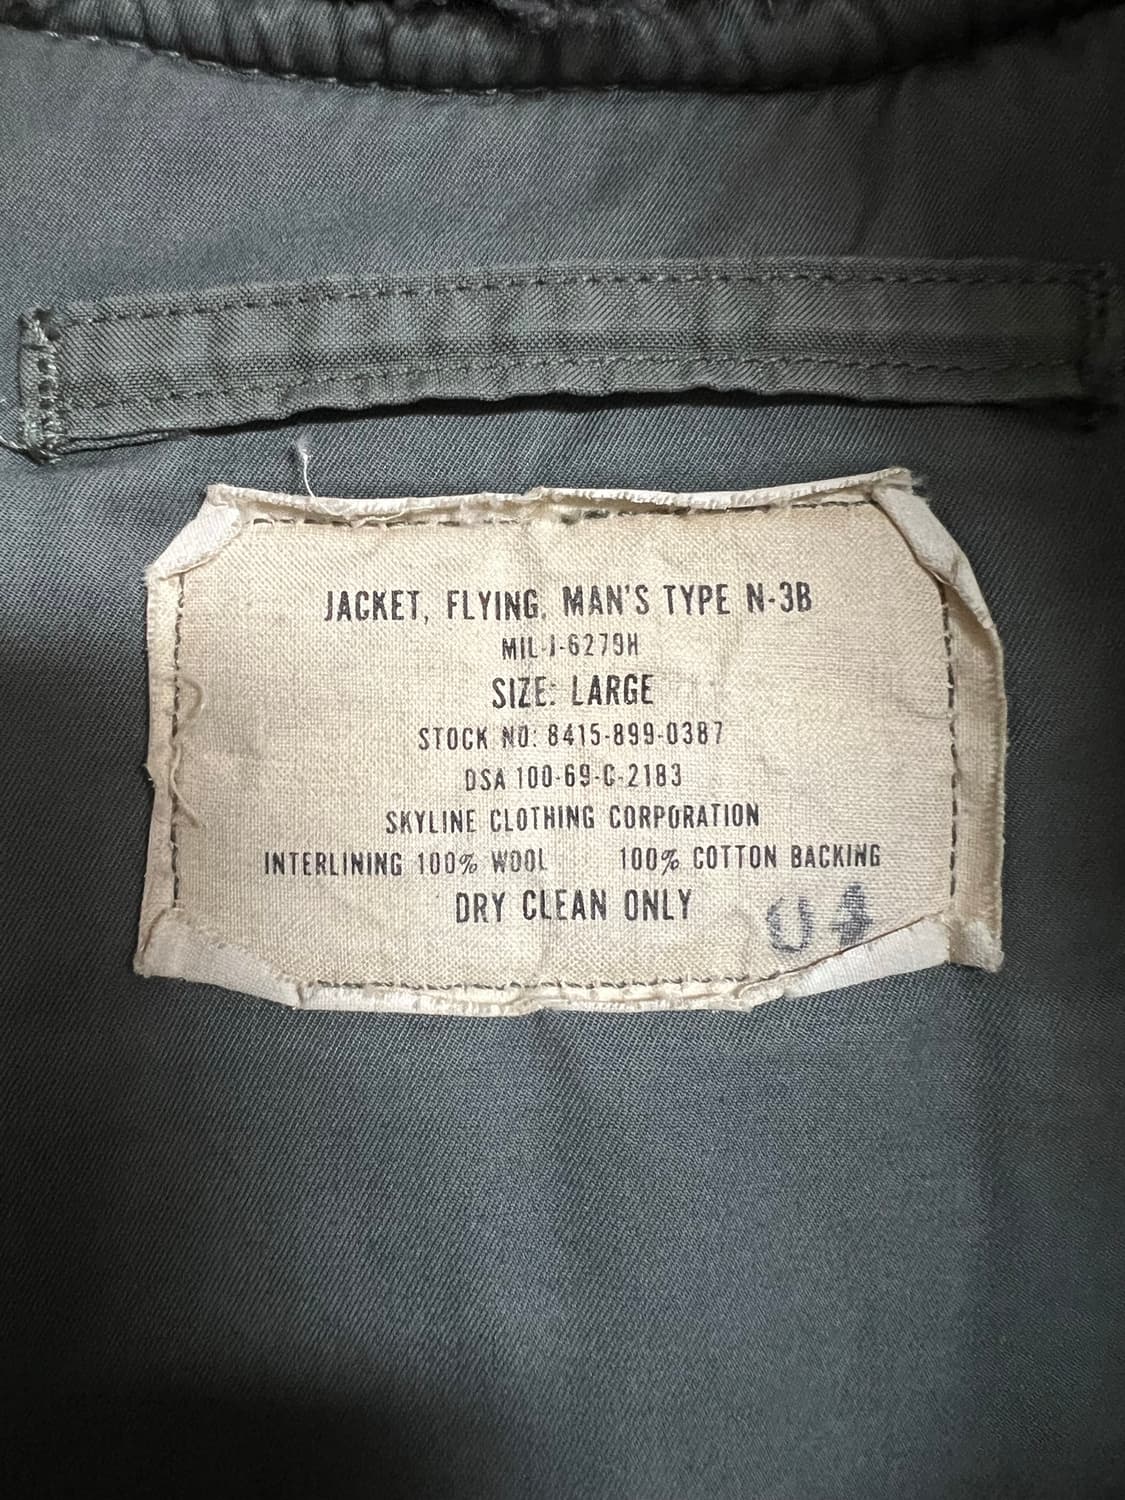 JACKET, FLYING, MAN'S TYPE N-3B
MIL-J-6279H
SIZE: LARGE
STOCK NO: 8415-899-0387
DSA 100-69-C-2183
SKYLINE CLOTHING CORPORATION
INTERLINING 100% WOOL 100% COTTON BACKING
DRY CLEAN ONLY